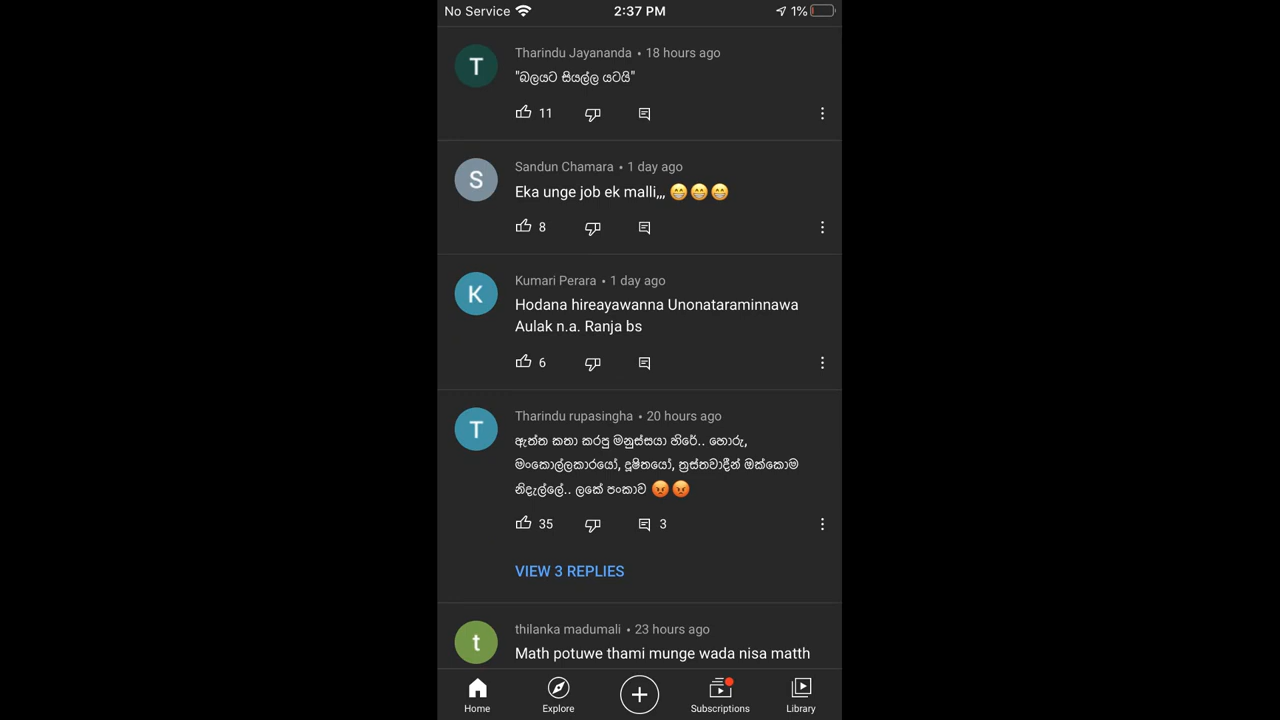 No Service 2:37 PM 1%
T Tharindu Jayananda • 18 hours ago
"බලයට සියල්ල යටයි"
11
S Sandun Chamara • 1 day ago
Eka unge job ek malli,,, 😁😁😁
8
K Kumari Perara • 1 day ago
Hodana hireayawanna Unonataraminnawa
Aulak n.a. Ranja bs
6
T Tharindu rupasingha • 20 hours ago
ඇත්ත කතා කරපු මනුස්සයා හිරේ.. හොරු,
මංකොල්ලකාරයෝ, දූෂිතයෝ, ත්‍රස්තවාදීන් ඔක්කොම
නිදැල්ලේ.. ලකේ පංකාව 😡😡
35 3
VIEW 3 REPLIES
t thilanka madumali • 23 hours ago
Math potuwe thami munge wada nisa matth
Home Explore Subscriptions Library